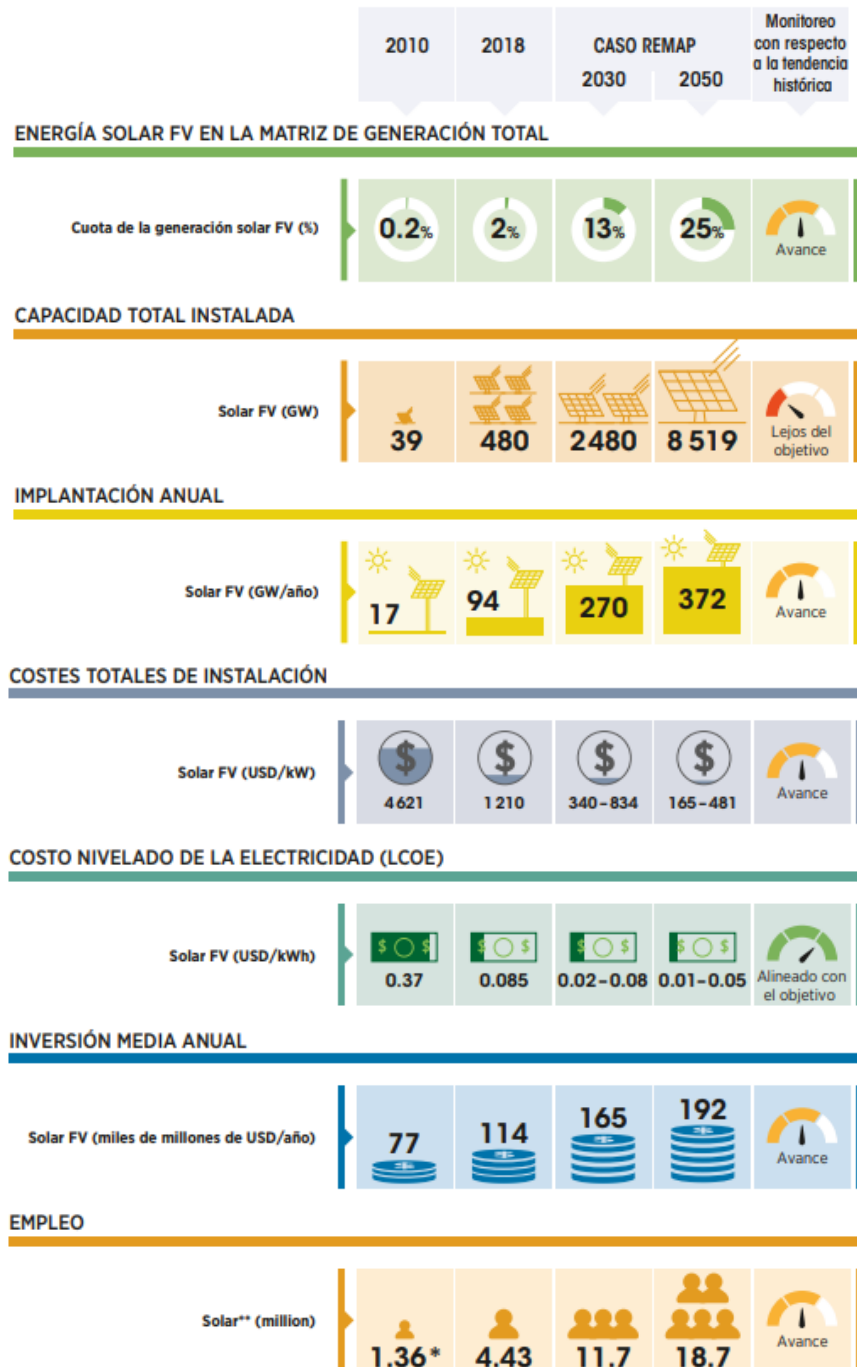 2010
2018
CASO REMAP
2030
2050
Monitoreo
con respecto
a la tendencia
histórica
ENERGÍA SOLAR FV EN LA MATRIZ DE GENERACIÓN TOTAL
Cuota de la generación solar FV (%)
0.2%
2%
13%
25%
Avance
CAPACIDAD TOTAL INSTALADA
Solar FV (GW)
39
480
2480
8 519
Lejos del
objetivo
IMPLANTACIÓN ANUAL
Solar FV (GW/año)
17
94
270
372
Avance
COSTES TOTALES DE INSTALACIÓN
Solar FV (USD/kW)
$
$
$
$
4 621
1 210
340–834
165–481
Avance
COSTO NIVELADO DE LA ELECTRICIDAD (LCOE)
Solar FV (USD/kWh)
$ $
$ $
$ $
$ $
0.37
0.085
0.02–0.08
0.01–0.05
Alineado con
el objetivo
INVERSIÓN MEDIA ANUAL
Solar FV (miles de millones de USD/año)
77
114
165
192
Avance
EMPLEO
Solar** (million)
1.36*
4.43
11.7
18.7
Avance